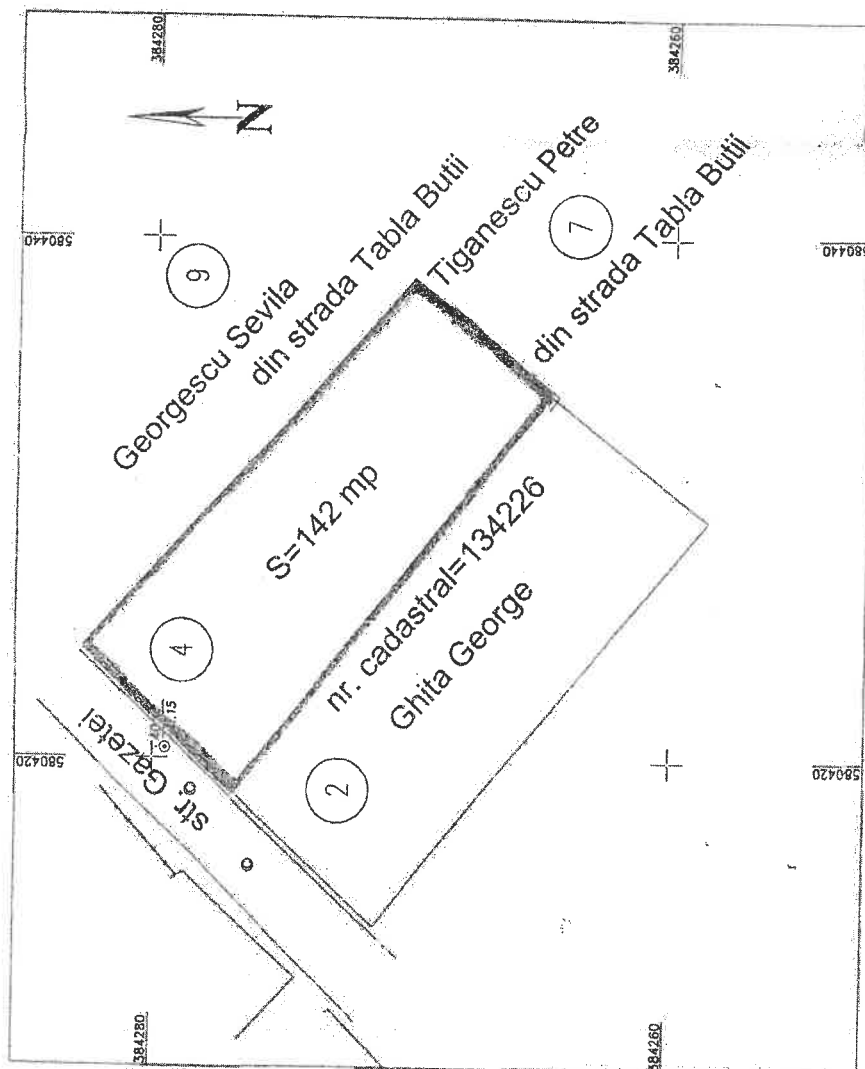 384280
384260
N
580440
580440
Georgescu Sevila
din strada Tabla Butii
9
Tiganescu Petre
din strada Tabla Butii
7
S=142 mp
4
nr. cadastral=134226
Ghita George
2
str Gazetei
15
580420
580420
384280
384260